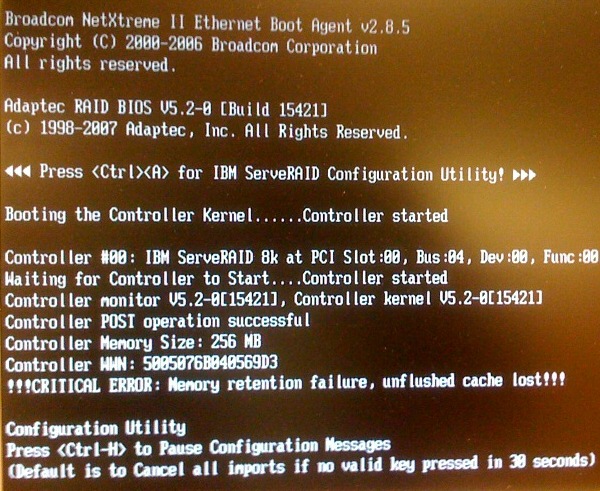 Broadcom NetXtreme II Ethernet Boot Agent v2.8.5
Copyright (C) 2000-2006 Broadcom Corporation
All rights reserved.
Adaptec RAID BIOS V5.2-0 [Build 15421]
(c) 1998-2007 Adaptec, Inc. All Rights Reserved.
◄◄◄ Press <Ctrl><A> for IBM ServeRAID Configuration Utility! ►►►
Booting the Controller Kernel......Controller started
Controller #00: IBM ServeRAID 8k at PCI Slot:00, Bus:04, Dev:00, Func:00
Waiting for Controller to Start....Controller started
Controller monitor V5.2-0[15421], Controller kernel V5.2-0[15421]
Controller POST operation successful
Controller Memory Size: 256 MB
Controller WWN: 5005076B040569D3
!!!CRITICAL ERROR: Memory retention failure, unflushed cache lost!!!
Configuration Utility
Press <Ctrl-H> to Pause Configuration Messages
(Default is to Cancel all imports if no valid key pressed in 30 seconds)